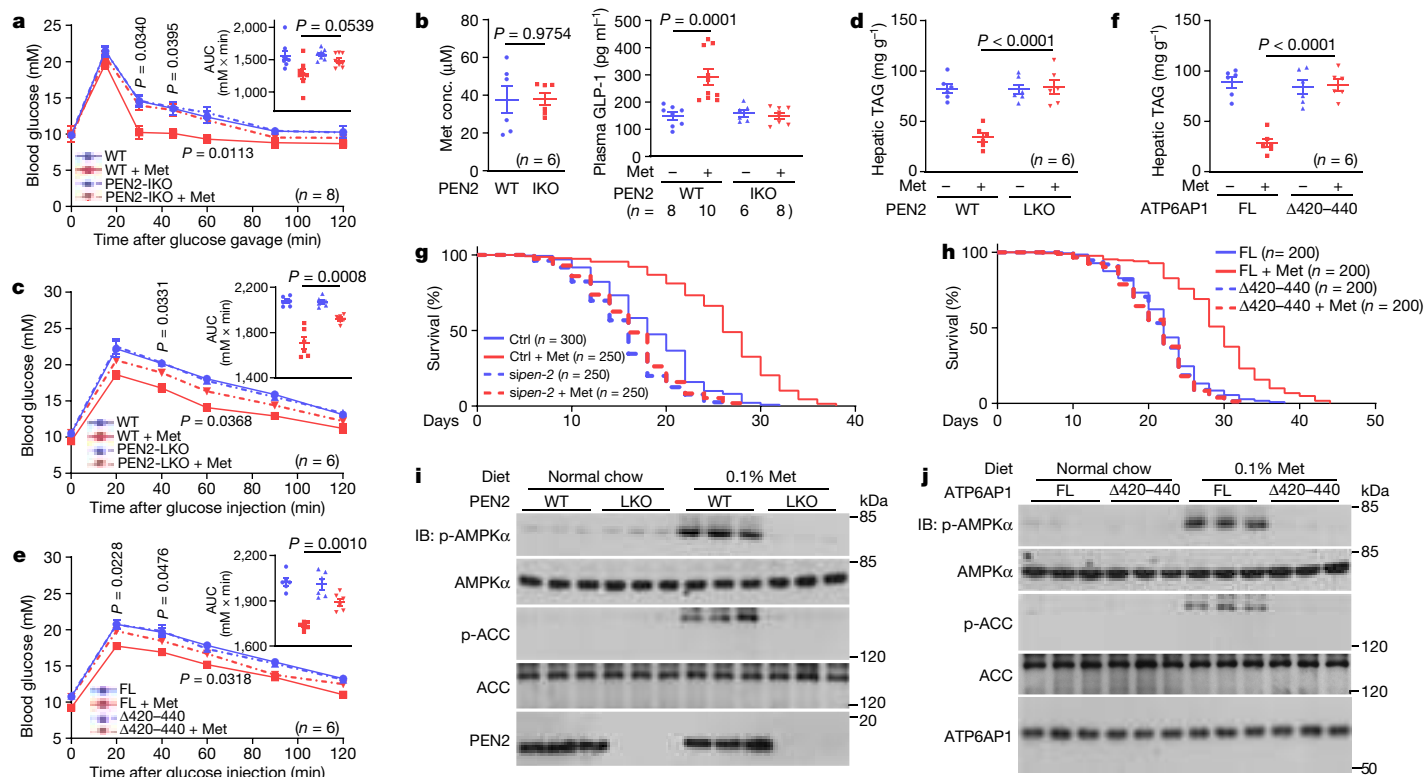 a
Blood glucose (mM)
25
20
15
10
5
0
P = 0.0340
P = 0.0395
P = 0.0113
AUC
(mM × min)
1,800
1,400
1,000
P = 0.0539
WT
WT + Met
PEN2-IKO
PEN2-IKO + Met
(n = 8)
0 20 40 60 80 100 120
Time after glucose gavage (min)
b
Met conc. (µM)
80
60
40
20
0
P = 0.9754
(n = 6)
PEN2 WT IKO
Plasma GLP-1 (pg ml⁻¹)
500
400
300
200
100
0
P = 0.0001
Met − + − +
PEN2 WT IKO
(n = 8 10 6 8)
d
Hepatic TAG (mg g⁻¹)
150
100
50
0
P < 0.0001
(n = 6)
Met − + − +
PEN2 WT LKO
f
Hepatic TAG (mg g⁻¹)
150
100
50
0
P < 0.0001
(n = 6)
Met − + − +
ATP6AP1 FL Δ420–440
c
Blood glucose (mM)
30
25
20
15
10
5
P = 0.0331
P = 0.0368
AUC
(mM × min)
2,200
1,800
1,400
P = 0.0008
WT
WT + Met
PEN2-LKO
PEN2-LKO + Met
(n = 6)
0 20 40 60 80 100 120
Time after glucose injection (min)
g
Survival (%)
100
50
0
Ctrl (n = 300)
Ctrl + Met (n = 250)
sipen-2 (n = 250)
sipen-2 + Met (n = 250)
Days 0 10 20 30 40
h
Survival (%)
100
50
0
FL (n = 200)
FL + Met (n = 200)
Δ420–440 (n = 200)
Δ420–440 + Met (n = 200)
Days 0 10 20 30 40 50
e
Blood glucose (mM)
30
25
20
15
10
5
P = 0.0228
P = 0.0476
P = 0.0318
AUC
(mM × min)
2,200
1,900
1,600
P = 0.0010
FL
FL + Met
Δ420–440
Δ420–440 + Met
(n = 6)
0 20 40 60 80 100 120
Time after glucose injection (min)
i
Diet Normal chow 0.1% Met
PEN2 WT LKO WT LKO kDa
85
IB: p-AMPKα
85
AMPKα
p-ACC
120
ACC
120
20
PEN2
j
Diet Normal chow 0.1% Met
ATP6AP1 FL Δ420–440 FL Δ420–440 kDa
85
IB: p-AMPKα
85
AMPKα
p-ACC
120
ACC
120
ATP6AP1
50